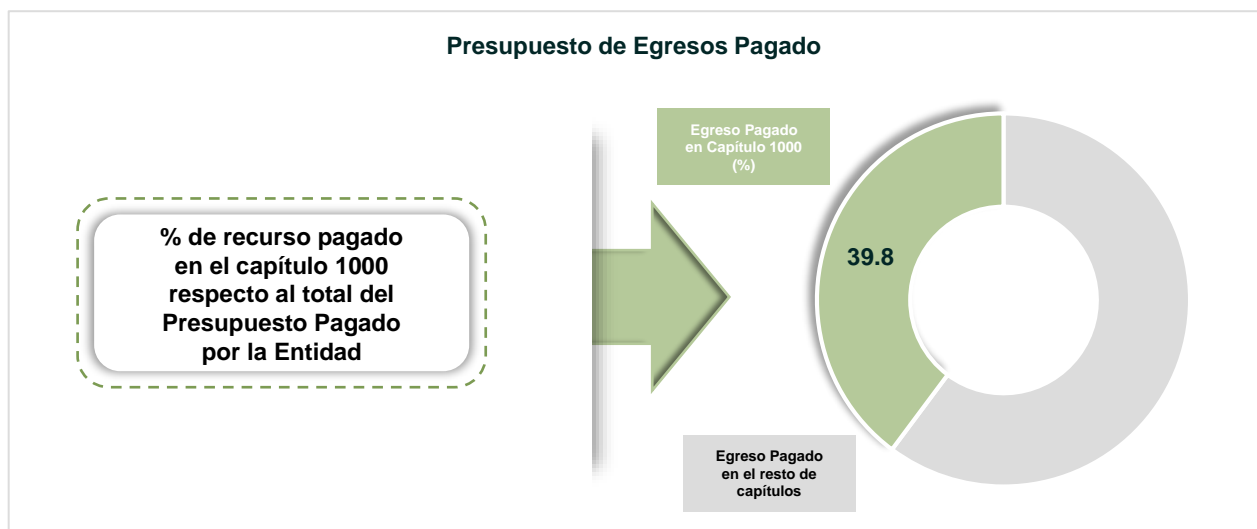 Presupuesto de Egresos Pagado
% de recurso pagado
en el capítulo 1000
respecto al total del
Presupuesto Pagado
por la Entidad
Egreso Pagado
en Capítulo 1000
(%)
39.8
Egreso Pagado
en el resto de
capítulos